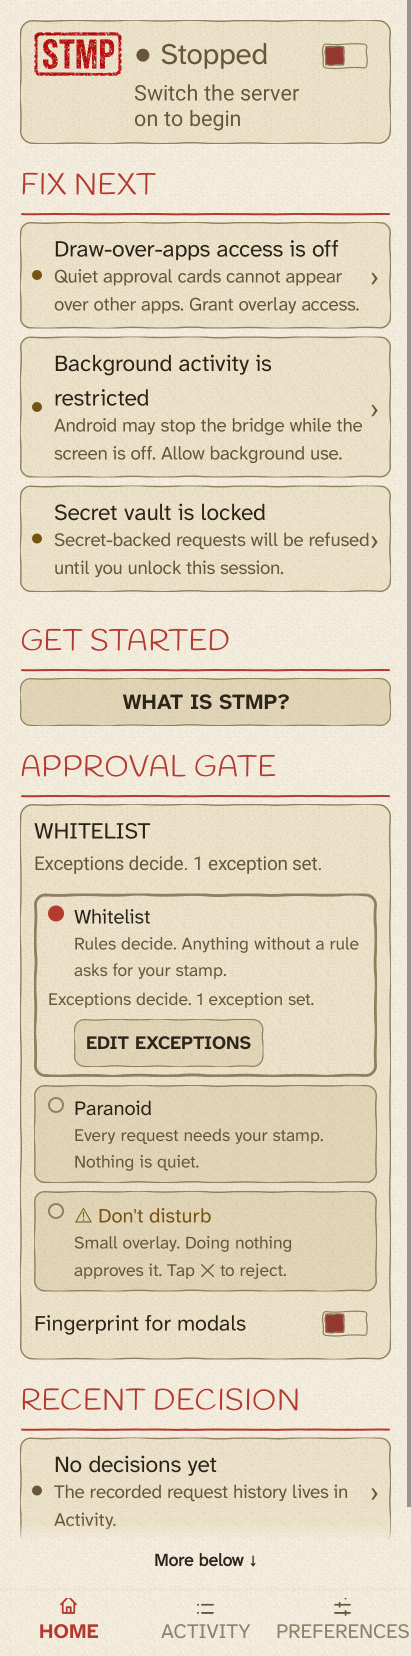 STMP
● Stopped
Switch the server
on to begin
FIX NEXT
Draw-over-apps access is off
Quiet approval cards cannot appear
over other apps. Grant overlay access.
Background activity is
restricted
Android may stop the bridge while the
screen is off. Allow background use.
Secret vault is locked
Secret-backed requests will be refused
until you unlock this session.
GET STARTED
WHAT IS STMP?
APPROVAL GATE
WHITELIST
Exceptions decide. 1 exception set.
Whitelist
Rules decide. Anything without a rule
asks for your stamp.
Exceptions decide. 1 exception set.
EDIT EXCEPTIONS
Paranoid
Every request needs your stamp.
Nothing is quiet.
⚠ Don't disturb
Small overlay. Doing nothing
approves it. Tap ✕ to reject.
Fingerprint for modals
RECENT DECISION
No decisions yet
The recorded request history lives in
Activity.
More below ↓
HOME
ACTIVITY
PREFERENCES